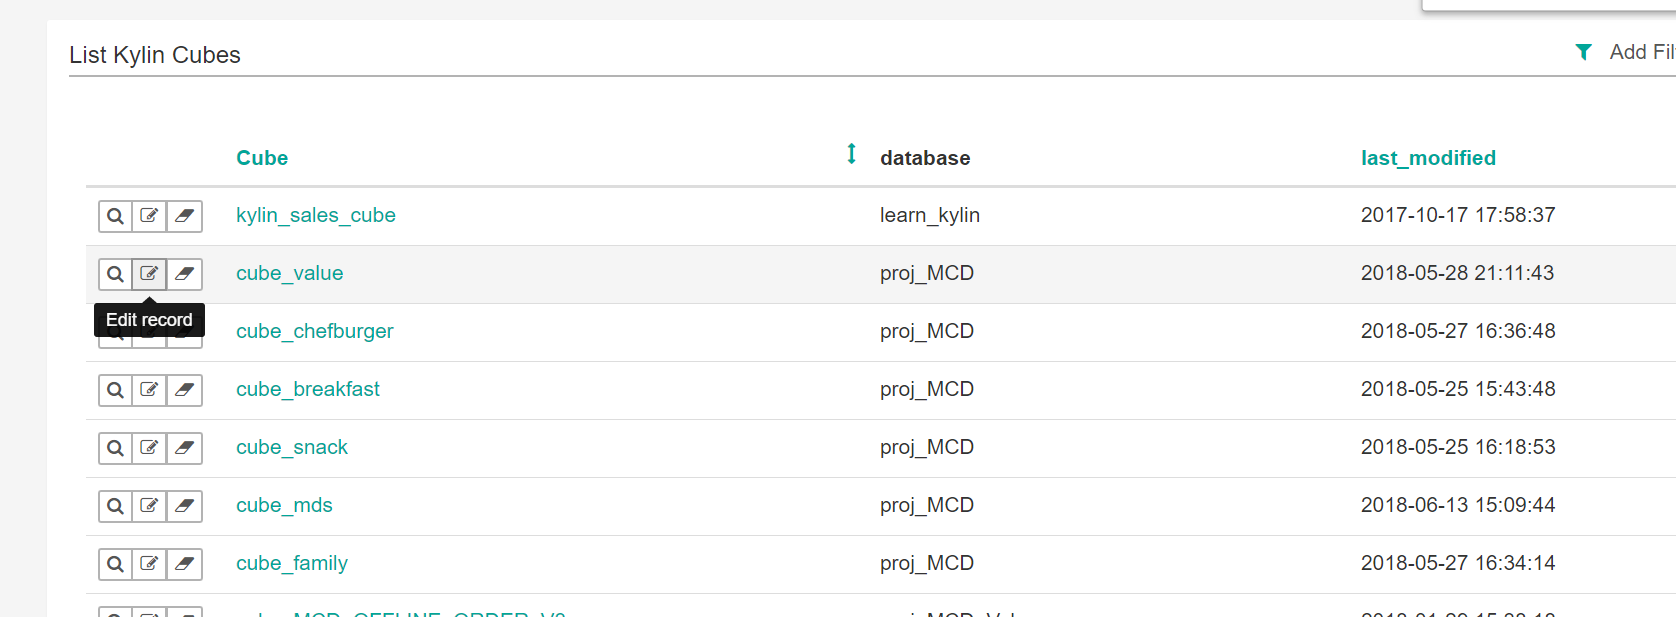 List Kylin Cubes
Add Fil
Cube database last_modified
kylin_sales_cube learn_kylin 2017-10-17 17:58:37
cube_value proj_MCD 2018-05-28 21:11:43
Edit record
cube_chefburger proj_MCD 2018-05-27 16:36:48
cube_breakfast proj_MCD 2018-05-25 15:43:48
cube_snack proj_MCD 2018-05-25 16:18:53
cube_mds proj_MCD 2018-06-13 15:09:44
cube_family proj_MCD 2018-05-27 16:34:14